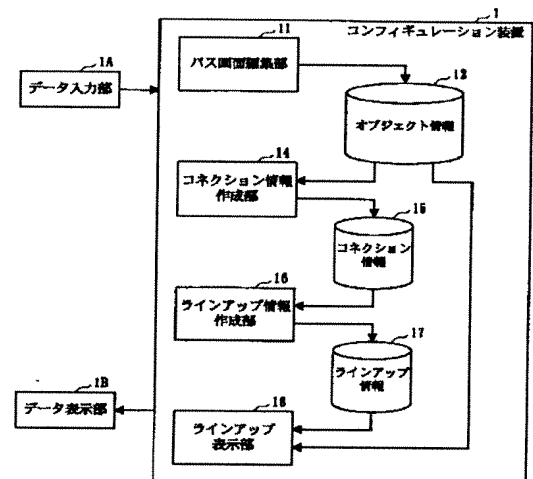 1
コンフィギュレーション装置
11
パス画面編集部
1A
データ入力部
13
オブジェクト情報
14
コネクション情報
作成部
15
コネクション
情報
16
ラインアップ情報
作成部
17
ラインアップ
情報
1B
データ表示部
18
ラインアップ
表示部